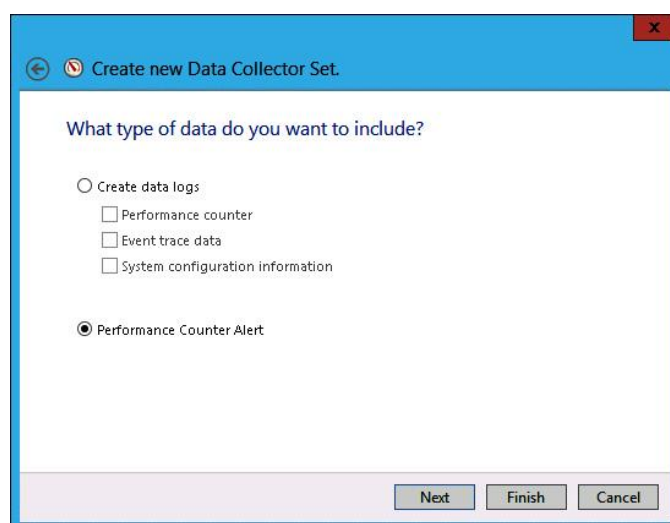 x
Create new Data Collector Set.
What type of data do you want to include?
Create data logs
Performance counter
Event trace data
System configuration information
Performance Counter Alert
Next Finish Cancel